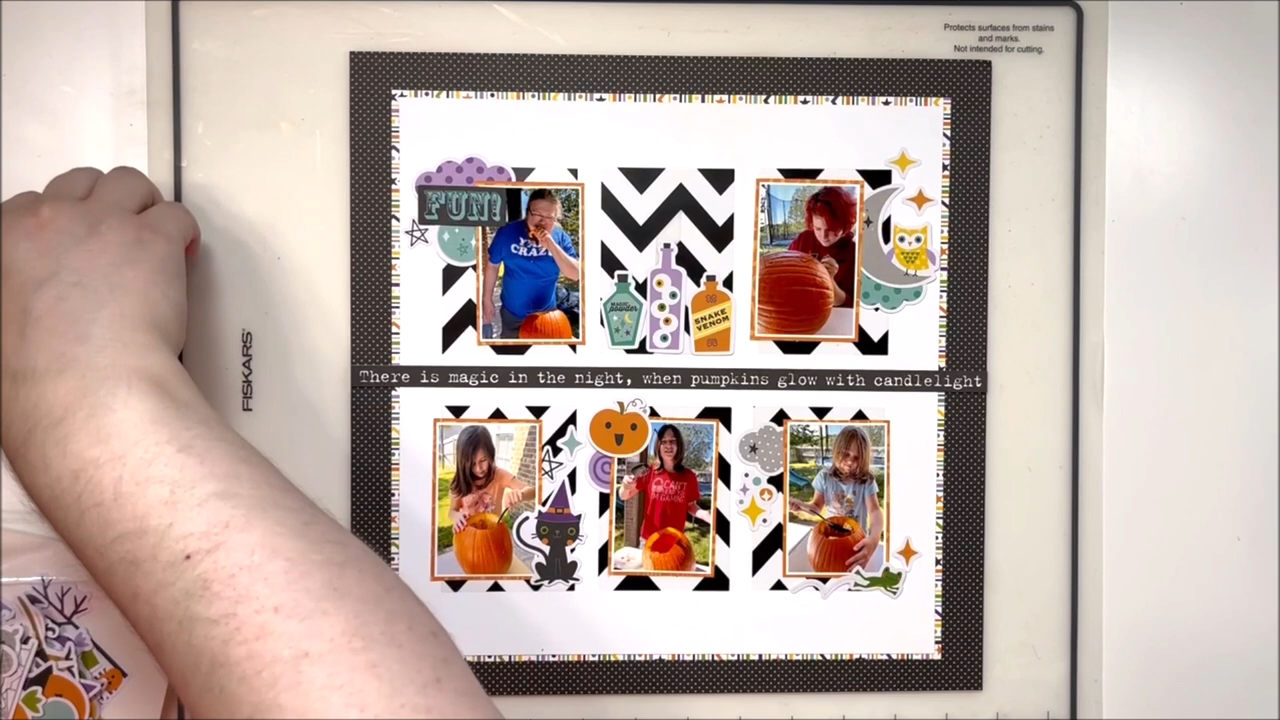 Protects surfaces from stains
and marks.
Not intended for cutting.
FUN!
MAGIC
powder
SNAKE
VENOM
There is magic in the night, when pumpkins glow with candlelight
FISKARS